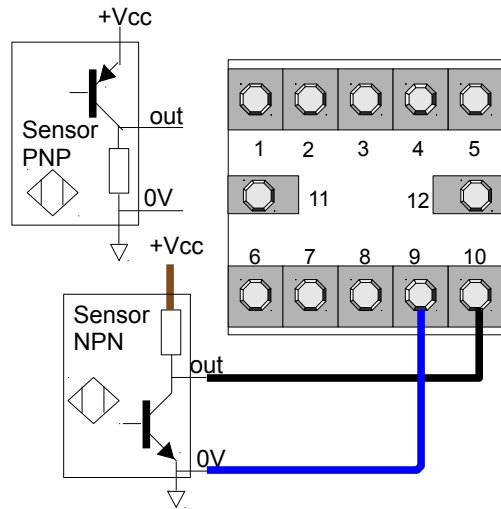 +Vcc
Sensor
PNP
out
0V
1 2 3 4 5
11 12
6 7 8 9 10
+Vcc
Sensor
NPN
out
0V